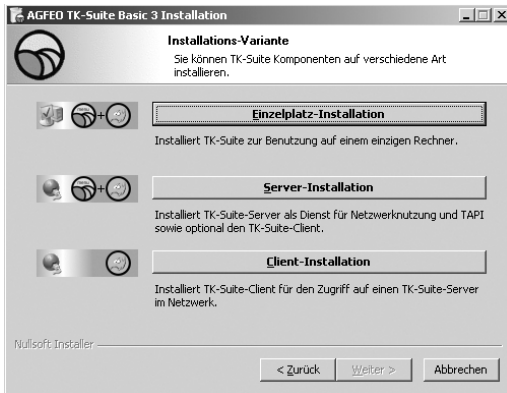 AGFEO TK-Suite Basic 3 Installation
Installations-Variante
Sie können TK-Suite Komponenten auf verschiedene Art
installieren.
Einzelplatz-Installation
Installiert TK-Suite zur Benutzung auf einem einzigen Rechner.
Server-Installation
Installiert TK-Suite-Server als Dienst für Netzwerknutzung und TAPI
sowie optional den TK-Suite-Client.
Client-Installation
Installiert TK-Suite-Client für den Zugriff auf einen TK-Suite-Server
im Netzwerk.
Nullsoft Installer
< Zurück Weiter > Abbrechen